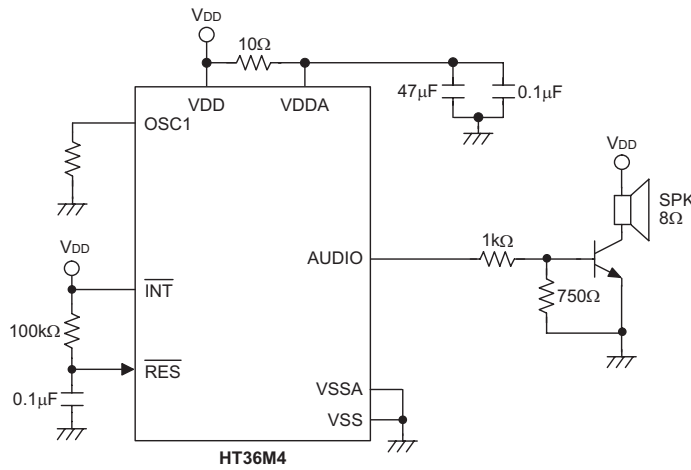 VDD
10Ω
VDD
VDDA
47µF
0.1µF
OSC1
VDD
SPK
8Ω
VDD
1kΩ
AUDIO
INT
750Ω
100kΩ
RES
0.1µF
VSSA
VSS
HT36M4